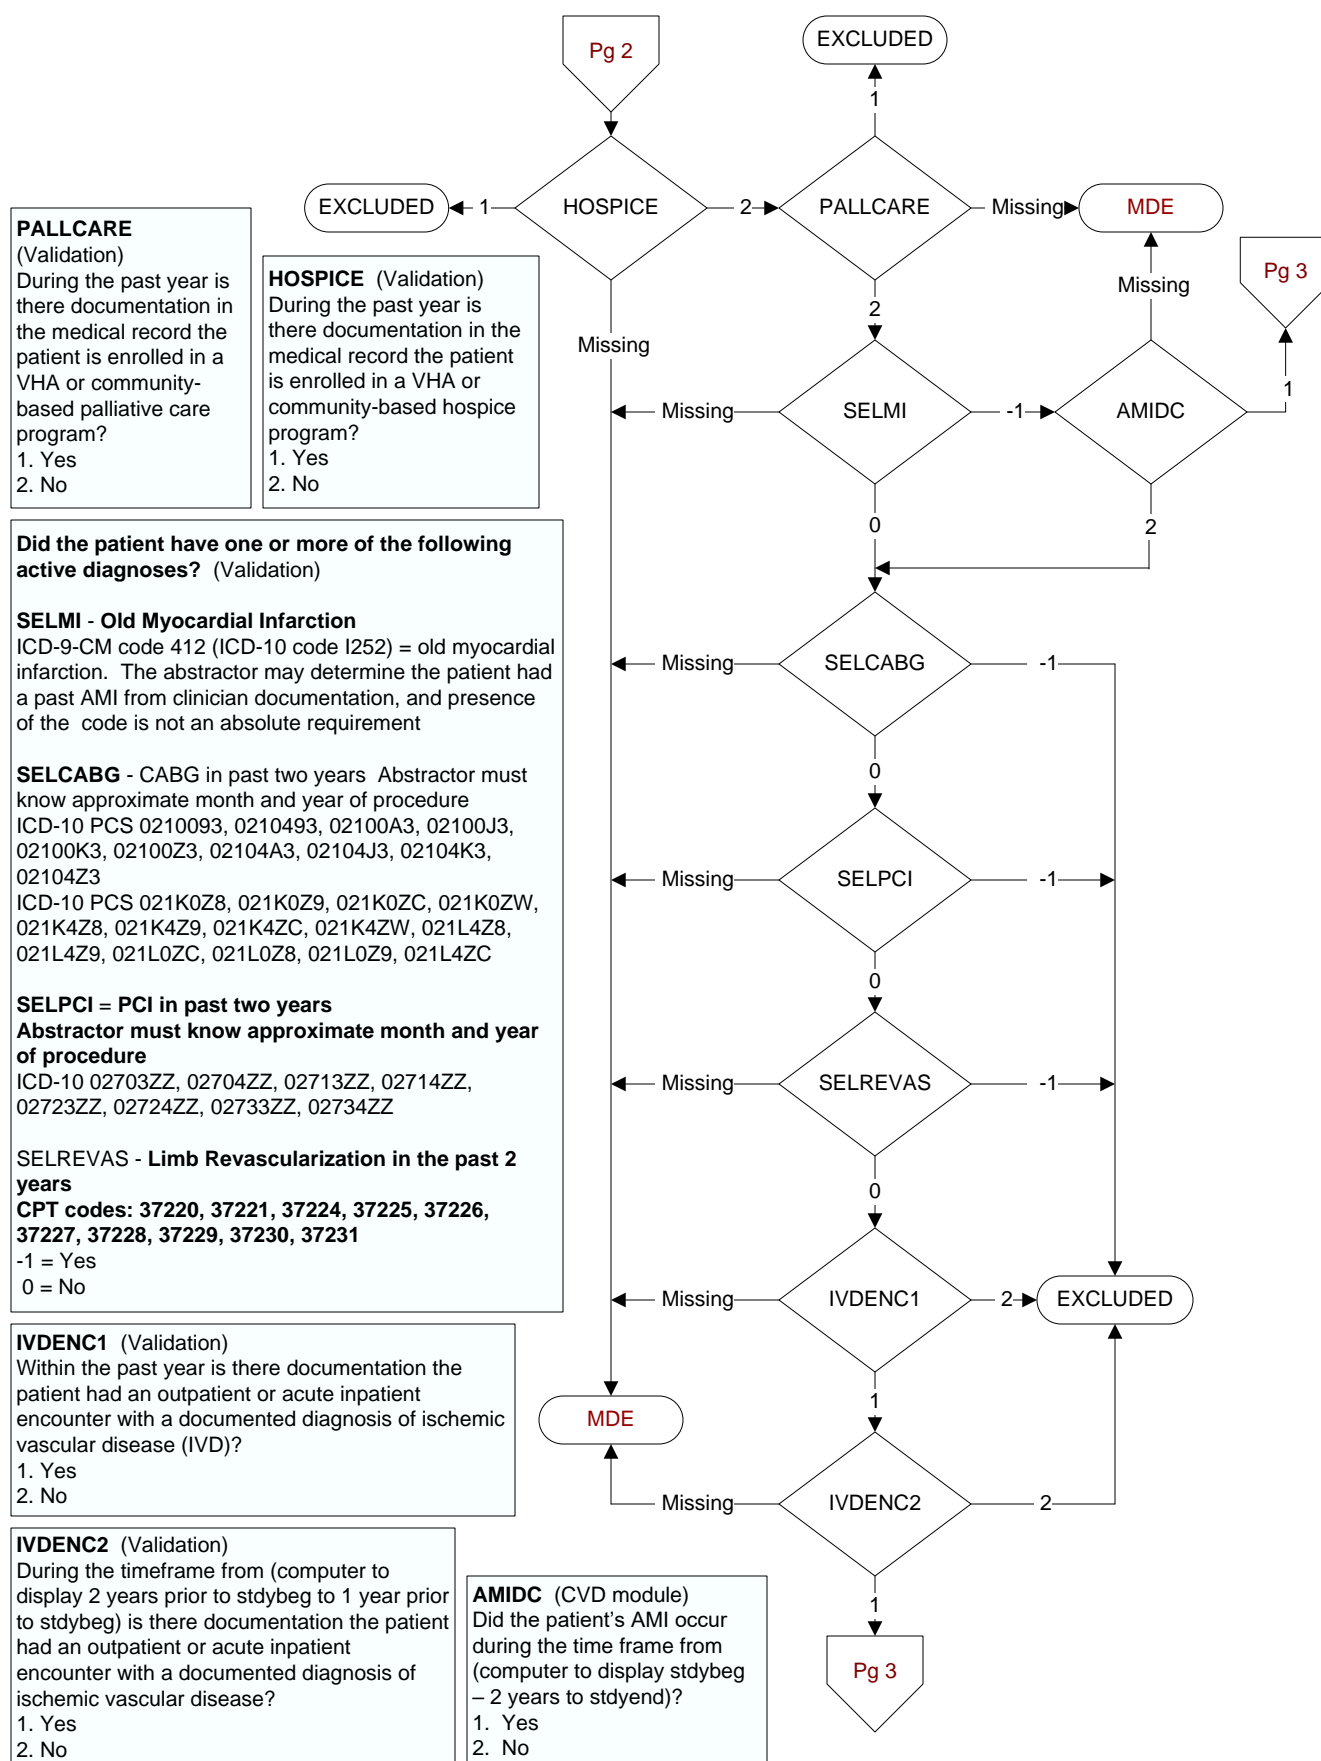 Pg 2
EXCLUDED
1
EXCLUDED
1
HOSPICE
2
PALLCARE
Missing
MDE
Pg 3
Missing
2
Missing
1
Missing
SELMI
-1
AMIDC
0
2
Missing
SELCABG
-1
0
Missing
SELPCI
-1
0
Missing
SELREVAS
-1
0
Missing
IVDENC1
2
EXCLUDED
1
MDE
Missing
IVDENC2
2
1
Pg 3
PALLCARE
(Validation)
During the past year is
there documentation in
the medical record the
patient is enrolled in a
VHA or community-
based palliative care
program?
1. Yes
2. No
HOSPICE (Validation)
During the past year is
there documentation in the
medical record the patient
is enrolled in a VHA or
community-based hospice
program?
1. Yes
2. No
Did the patient have one or more of the following
active diagnoses? (Validation)
SELMI - Old Myocardial Infarction
ICD-9-CM code 412 (ICD-10 code I252) = old myocardial
infarction. The abstractor may determine the patient had
a past AMI from clinician documentation, and presence
of the code is not an absolute requirement
SELCABG - CABG in past two years Abstractor must
know approximate month and year of procedure
ICD-10 PCS 0210093, 0210493, 02100A3, 02100J3,
02100K3, 02100Z3, 02104A3, 02104J3, 02104K3,
02104Z3
ICD-10 PCS 021K0Z8, 021K0Z9, 021K0ZC, 021K0ZW,
021K4Z8, 021K4Z9, 021K4ZC, 021K4ZW, 021L4Z8,
021L4Z9, 021L0ZC, 021L0Z8, 021L0Z9, 021L4ZC
SELPCI = PCI in past two years
Abstractor must know approximate month and year
of procedure
ICD-10 02703ZZ, 02704ZZ, 02713ZZ, 02714ZZ,
02723ZZ, 02724ZZ, 02733ZZ, 02734ZZ
SELREVAS - Limb Revascularization in the past 2
years
CPT codes: 37220, 37221, 37224, 37225, 37226,
37227, 37228, 37229, 37230, 37231
-1 = Yes
0 = No
IVDENC1 (Validation)
Within the past year is there documentation the
patient had an outpatient or acute inpatient
encounter with a documented diagnosis of ischemic
vascular disease (IVD)?
1. Yes
2. No
IVDENC2 (Validation)
During the timeframe from (computer to
display 2 years prior to stdybeg to 1 year prior
to stdybeg) is there documentation the patient
had an outpatient or acute inpatient
encounter with a documented diagnosis of
ischemic vascular disease?
1. Yes
2. No
AMIDC (CVD module)
Did the patient's AMI occur
during the time frame from
(computer to display stdybeg
– 2 years to stdyend)?
1. Yes
2. No